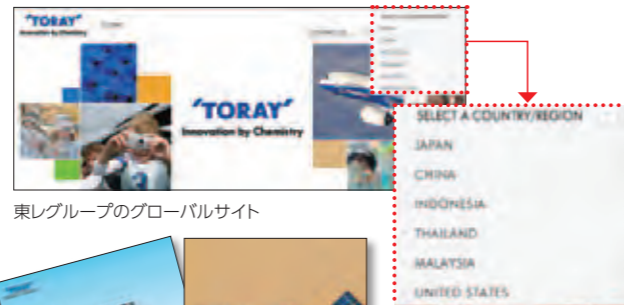 'TORAY'
Innovation by Chemistry
'TORAY'
Innovation by Chemistry
東レグループのグローバルサイト
SELECT A COUNTRY/REGION
JAPAN
CHINA
INDONESIA
THAILAND
MALAYSIA
UNITED STATES